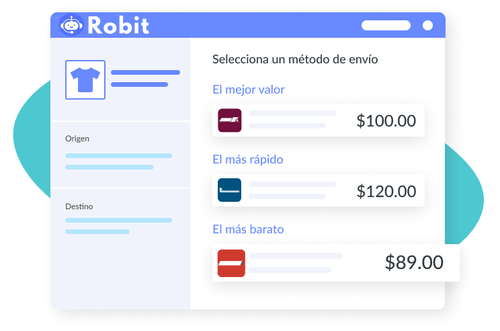 Robit
Selecciona un método de envío
El mejor valor
$100.00
Origen
El más rápido
$120.00
Destino
El más barato
$89.00